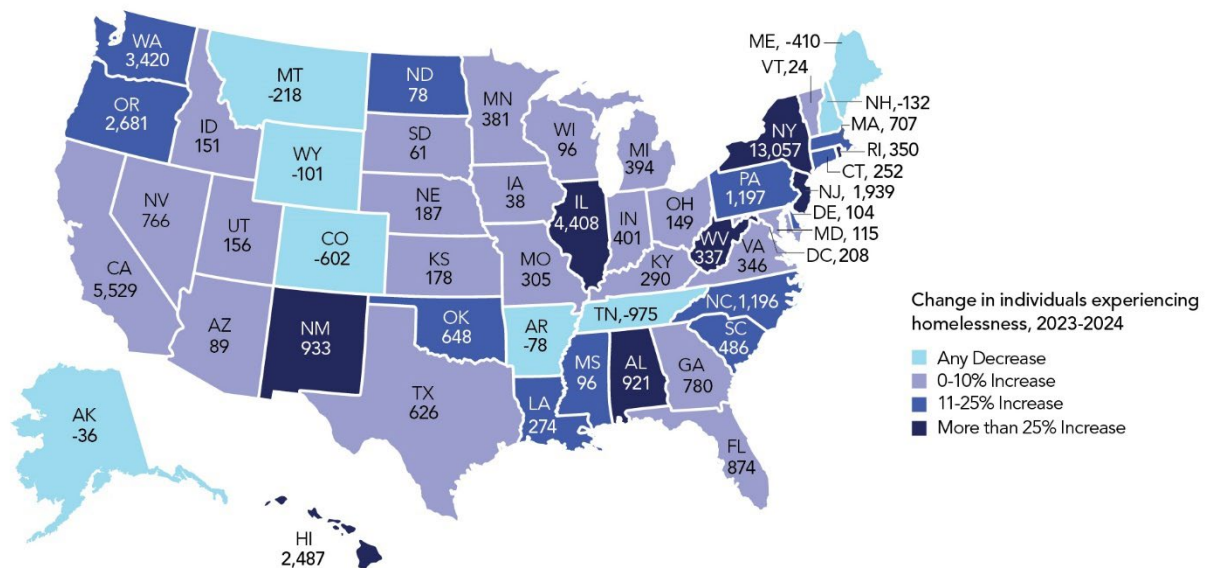 WA
3,420
OR
2,681
CA
5,529
NV
766
ID
151
MT
-218
WY
-101
UT
156
CO
-602
AZ
89
NM
933
ND
78
SD
61
NE
187
KS
178
OK
648
TX
626
MN
381
IA
38
MO
305
AR
-78
LA
274
WI
96
IL
4,408
MI
394
IN
401
OH
149
KY
290
TN,-975
MS
96
AL
921
GA
780
FL
874
SC
486
NC,1,196
VA
346
WV
337
PA
1,197
NY
13,057
ME, -410
VT,24
NH,-132
MA, 707
RI, 350
CT, 252
NJ, 1,939
DE, 104
MD, 115
DC, 208
AK
-36
HI
2,487
Change in individuals experiencing
homelessness, 2023-2024
Any Decrease
0-10% Increase
11-25% Increase
More than 25% Increase